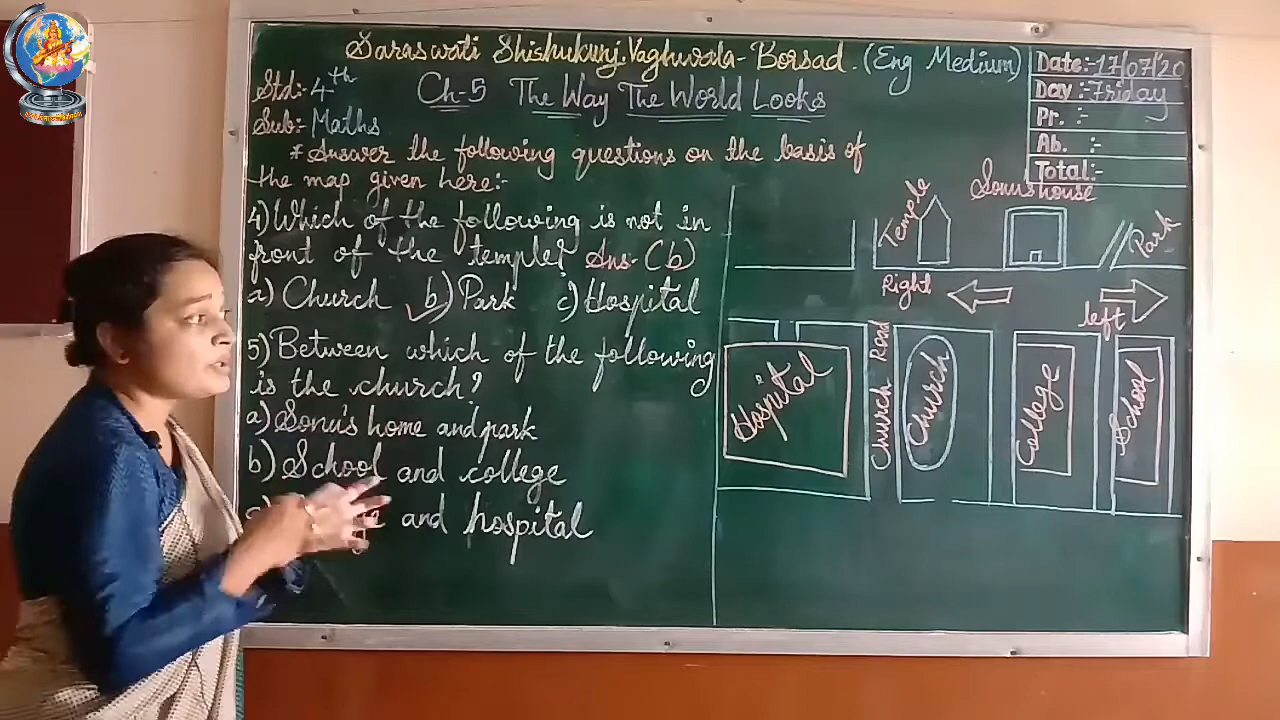 Saraswati Shishukunj. Vaghwala - Borsad. (Eng Medium)
Date:- 17/07/20
Std:- 4th
Ch-5 The Way The World Looks
Day:- Friday
Sub:- Maths
Pr. :-
Ab. :-
Total:-
* Answer the following questions on the basis of
the map given here:-
4) Which of the following is not in
front of the temple? Ans- (b)
a) Church b) Park c) Hospital
5) Between which of the following
is the church?
a) Sonu's home and park
b) School and college
and hospital
Temple
Sonu's house
Park
Right
left
Hospital
Church Road
Church
College
School